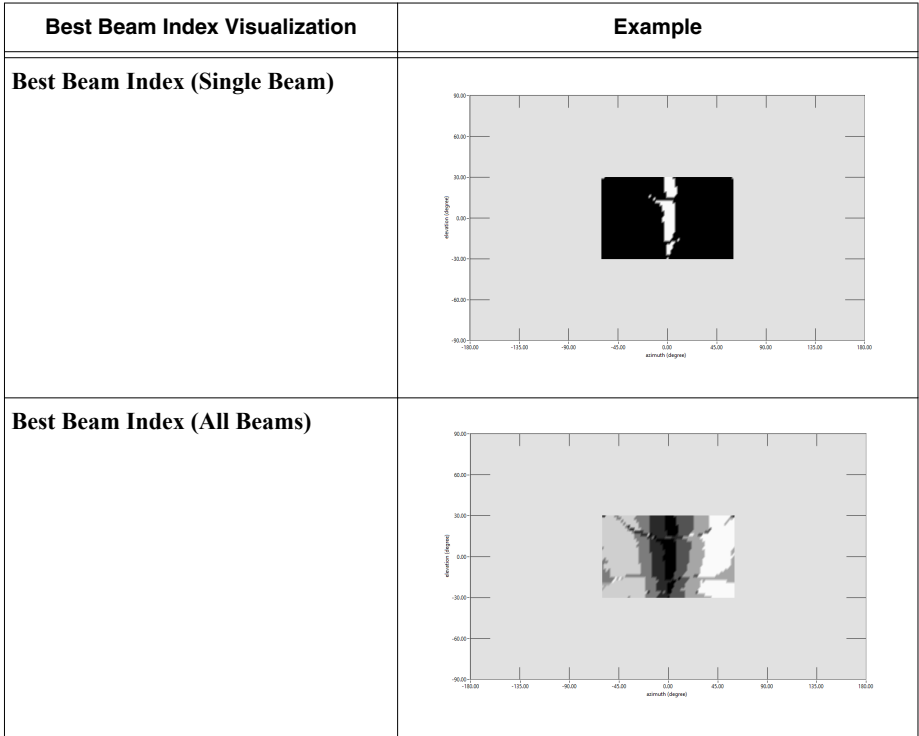 Best Beam Index Visualization
Example
Best Beam Index (Single Beam)
90.00
60.00
30.00
0.00
-30.00
-60.00
-90.00
elevation (degree)
-180.00 -135.00 -90.00 -45.00 0.00 45.00 90.00 135.00 180.00
azimuth (degree)
Best Beam Index (All Beams)
90.00
60.00
30.00
0.00
-30.00
-60.00
-90.00
elevation (degree)
-180.00 -135.00 -90.00 -45.00 0.00 45.00 90.00 135.00 180.00
azimuth (degree)